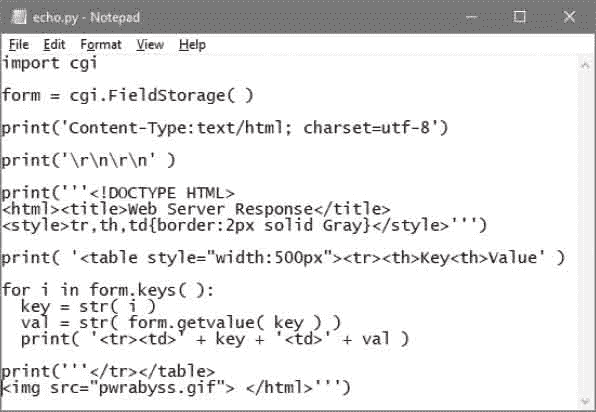 echo.py - Notepad
File Edit Format View Help
import cgi
form = cgi.FieldStorage( )
print('Content-Type:text/html; charset=utf-8')
print('\r\n\r\n' )
print('''<!DOCTYPE HTML>
<html><title>Web Server Response</title>
<style>tr,th,td{border:2px solid Gray}</style>''')
print( '<table style="width:500px"><tr><th>Key<th>Value' )
for i in form.keys( ):
  key = str( i )
  val = str( form.getvalue( key ) )
  print( '<tr><td>' + key + '<td>' + val )
print('''</tr></table>
<img src="pwrabyss.gif"> </html>''')